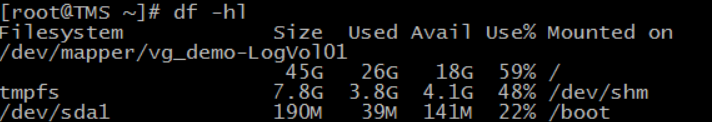 [root@TMS ~]# df -hl
Filesystem            Size  Used Avail Use% Mounted on
/dev/mapper/vg_demo-LogVol01
                       45G   26G   18G  59% /
tmpfs                 7.8G  3.8G  4.1G  48% /dev/shm
/dev/sda1             190M   39M  141M  22% /boot